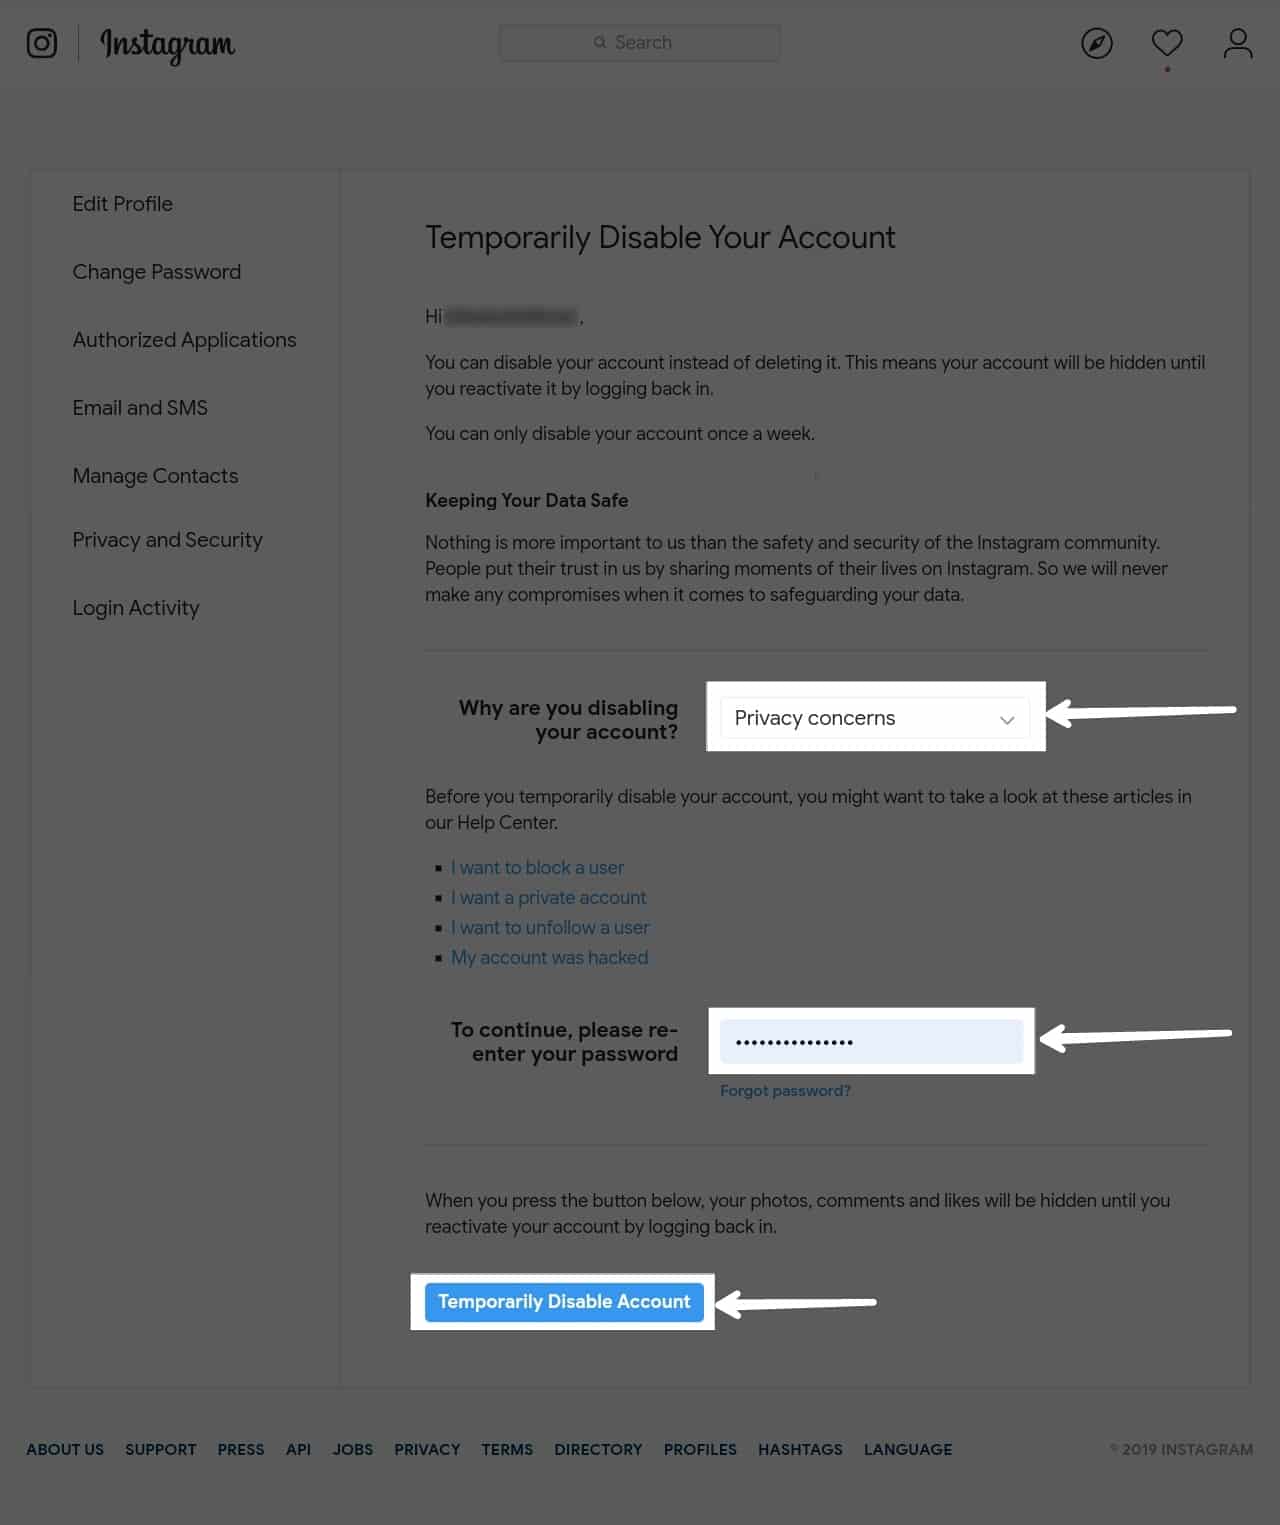 Instagram
Search
Edit Profile
Change Password
Authorized Applications
Email and SMS
Manage Contacts
Privacy and Security
Login Activity
Temporarily Disable Your Account
Hi ,
You can disable your account instead of deleting it. This means your account will be hidden until
you reactivate it by logging back in.
You can only disable your account once a week.
Keeping Your Data Safe
Nothing is more important to us than the safety and security of the Instagram community.
People put their trust in us by sharing moments of their lives on Instagram. So we will never
make any compromises when it comes to safeguarding your data.
Why are you disabling
your account?
Privacy concerns
Before you temporarily disable your account, you might want to take a look at these articles in
our Help Center.
I want to block a user
I want a private account
I want to unfollow a user
My account was hacked
To continue, please re-
enter your password
•••••••••••••••
Forgot password?
When you press the button below, your photos, comments and likes will be hidden until you
reactivate your account by logging back in.
Temporarily Disable Account
ABOUT US SUPPORT PRESS API JOBS PRIVACY TERMS DIRECTORY PROFILES HASHTAGS LANGUAGE © 2019 INSTAGRAM